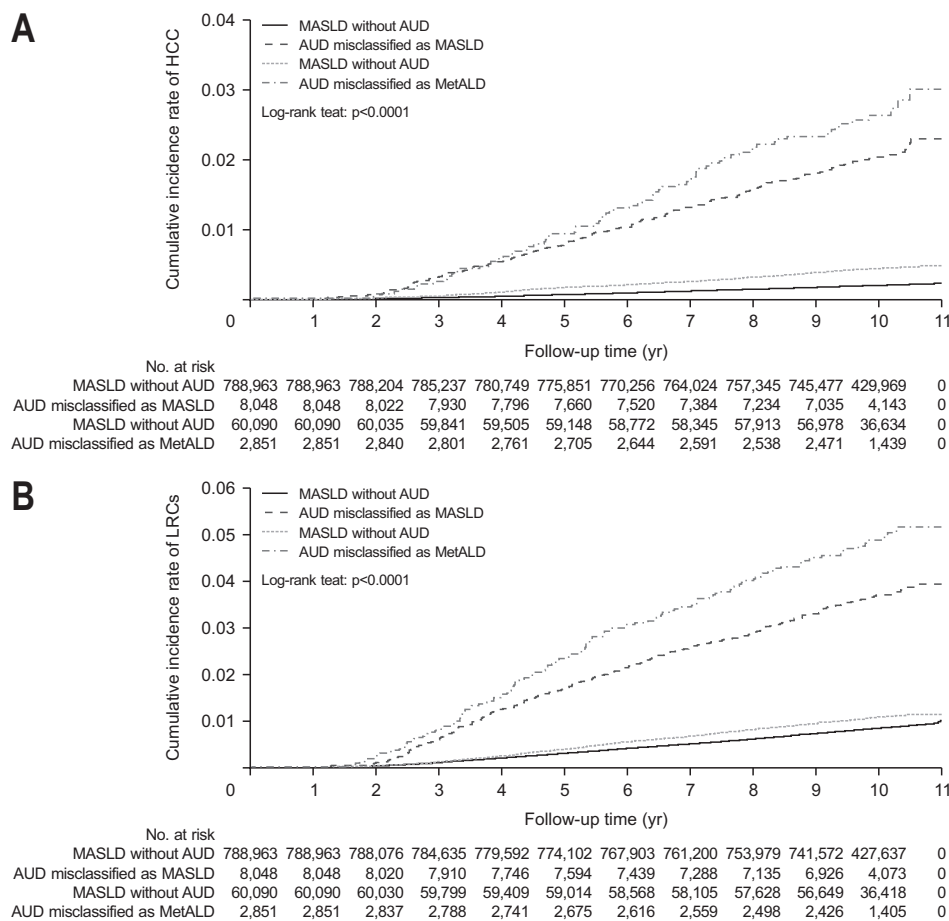 A
Cumulative incidence rate of HCC
0.04
0.03
0.02
0.01
MASLD without AUD
AUD misclassified as MASLD
MASLD without AUD
AUD misclassified as MetALD
Log-rank teat: p<0.0001
0 1 2 3 4 5 6 7 8 9 10 11
Follow-up time (yr)
No. at risk
MASLD without AUD 788,963 788,963 788,204 785,237 780,749 775,851 770,256 764,024 757,345 745,477 429,969 0
AUD misclassified as MASLD 8,048 8,048 8,022 7,930 7,796 7,660 7,520 7,384 7,234 7,035 4,143 0
MASLD without AUD 60,090 60,090 60,035 59,841 59,505 59,148 58,772 58,345 57,913 56,978 36,634 0
AUD misclassified as MetALD 2,851 2,851 2,840 2,801 2,761 2,705 2,644 2,591 2,538 2,471 1,439 0
B
Cumulative incidence rate of LRCs
0.06
0.05
0.04
0.03
0.02
0.01
MASLD without AUD
AUD misclassified as MASLD
MASLD without AUD
AUD misclassified as MetALD
Log-rank teat: p<0.0001
0 1 2 3 4 5 6 7 8 9 10 11
Follow-up time (yr)
No. at risk
MASLD without AUD 788,963 788,963 788,076 784,635 779,592 774,102 767,903 761,200 753,979 741,572 427,637 0
AUD misclassified as MASLD 8,048 8,048 8,020 7,910 7,746 7,594 7,439 7,288 7,135 6,926 4,073 0
MASLD without AUD 60,090 60,090 60,030 59,799 59,409 59,014 58,568 58,105 57,628 56,649 36,418 0
AUD misclassified as MetALD 2,851 2,851 2,837 2,788 2,741 2,675 2,616 2,559 2,498 2,426 1,405 0